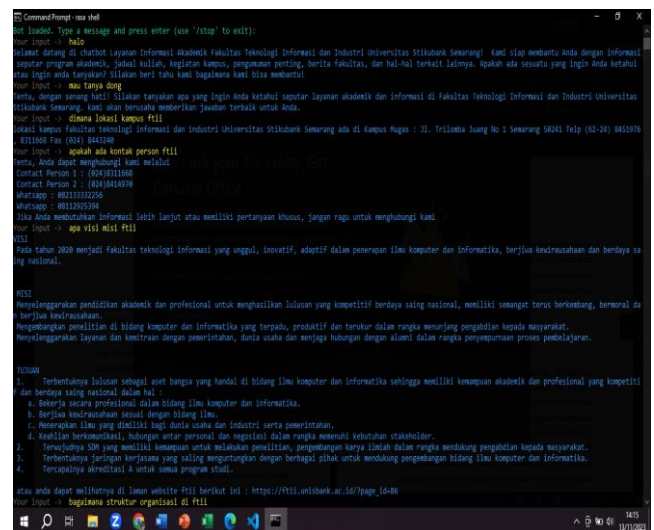 Command Prompt - rasa shell
Bot loaded. Type a message and press enter (use '/stop' to exit):
Your input -> halo
Selamat datang di chatbot Layanan Informasi Akademik Fakultas Teknologi Informasi dan Industri Universitas Stikubank Semarang! Kami siap membantu Anda dengan informasi
seputar program akademik, jadwal kuliah, kegiatan kampus, pengumuman penting, berita fakultas, dan hal-hal terkait lainnya. Apakah ada sesuatu yang ingin Anda ketahui
atau ingin anda tanyakan? Silakan beri tahu kami bagaimana kami bisa membantu!
Your input -> mau tanya dong
Tentu, dengan senang hati! Silakan tanyakan apa yang ingin Anda ketahui seputar layanan akademik dan informasi di Fakultas Teknologi Informasi dan Industri Universitas
Stikubank Semarang. kami akan berusaha memberikan jawaban terbaik untuk Anda.
Your input -> dimana lokasi kampus ftii
lokasi kampus fakultas teknologi informasi dan industri Universitas Stikubank Semarang ada di Kampus Mugas : Jl. Trilomba Juang No 1 Semarang 50241 Telp (62-24) 8451976
, 8311668 Fax (024) 8443240
Your input -> apakah ada kontak person ftii
Tentu, Anda dapat menghubungi kami melalui
Contact Person 1 : (024)8311668
Contact Person 2 : (024)8414970
Whatsapp : 082133332256
Whatsapp : 08112925394
Jika Anda membutuhkan informasi lebih lanjut atau memiliki pertanyaan khusus, jangan ragu untuk menghubungi kami
Your input -> apa visi misi ftii
VISI
Pada tahun 2020 menjadi fakultas teknologi informasi yang unggul, inovatif, adaptif dalam penerapan ilmu komputer dan informatika, berjiwa kewirausahaan dan berdaya sa
ing nasional.
MISI
Menyelenggarakan pendidikan akademik dan profesional untuk menghasilkan lulusan yang kompetitif berdaya saing nasional, memiliki semangat terus berkembang, bermoral da
n berjiwa kewirausahaan.
Mengembangkan penelitian di bidang komputer dan informatika yang terpadu, produktif dan terukur dalam rangka menunjang pengabdian kepada masyarakat.
Menyelenggarakan layanan dan kemitraan dengan pemerintahan, dunia usaha dan menjaga hubungan dengan alumni dalam rangka penyempurnaan proses pembelajaran.
TUJUAN
1. Terbentuknya lulusan sebagai aset bangsa yang handal di bidang ilmu komputer dan informatika sehingga memiliki kemampuan akademik dan profesional yang kompetiti
f dan berdaya saing nasional dalam hal :
a. Bekerja secara profesional dalam bidang ilmu komputer dan informatika.
b. Berjiwa kewirausahaan sesuai dengan bidang ilmu.
c. Menerapkan ilmu yang dimiliki bagi dunia usaha dan industri serta pemerintahan.
d. Keahlian berkomunikasi, hubungan antar personal dan negosiasi dalam rangka memenuhi kebutuhan stakeholder.
2. Terwujudnya SDM yang memiliki kemampuan untuk melakukan penelitian, pengembangan karya ilmiah dalam rangka mendukung pengabdian kepada masyarakat.
3. Terbentuknya jaringan kerjasama yang saling menguntungkan dengan berbagai pihak untuk mendukung pengembangan bidang ilmu komputer dan informatika.
4. Tercapainya akreditasi A untuk semua program studi.
atau anda dapat melihatnya di laman website ftii berikut ini : https://ftii.unisbank.ac.id/?page_id=86
Your input -> bagaimana struktur organisasi di ftii
14:15
13/11/2023